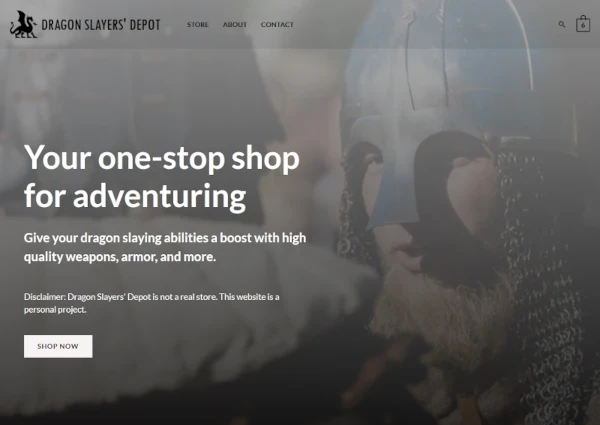 DRAGON SLAYERS' DEPOT
STORE ABOUT CONTACT
6
Your one-stop shop
for adventuring
Give your dragon slaying abilities a boost with high
quality weapons, armor, and more.
Disclaimer: Dragon Slayers' Depot is not a real store. This website is a
personal project.
SHOP NOW